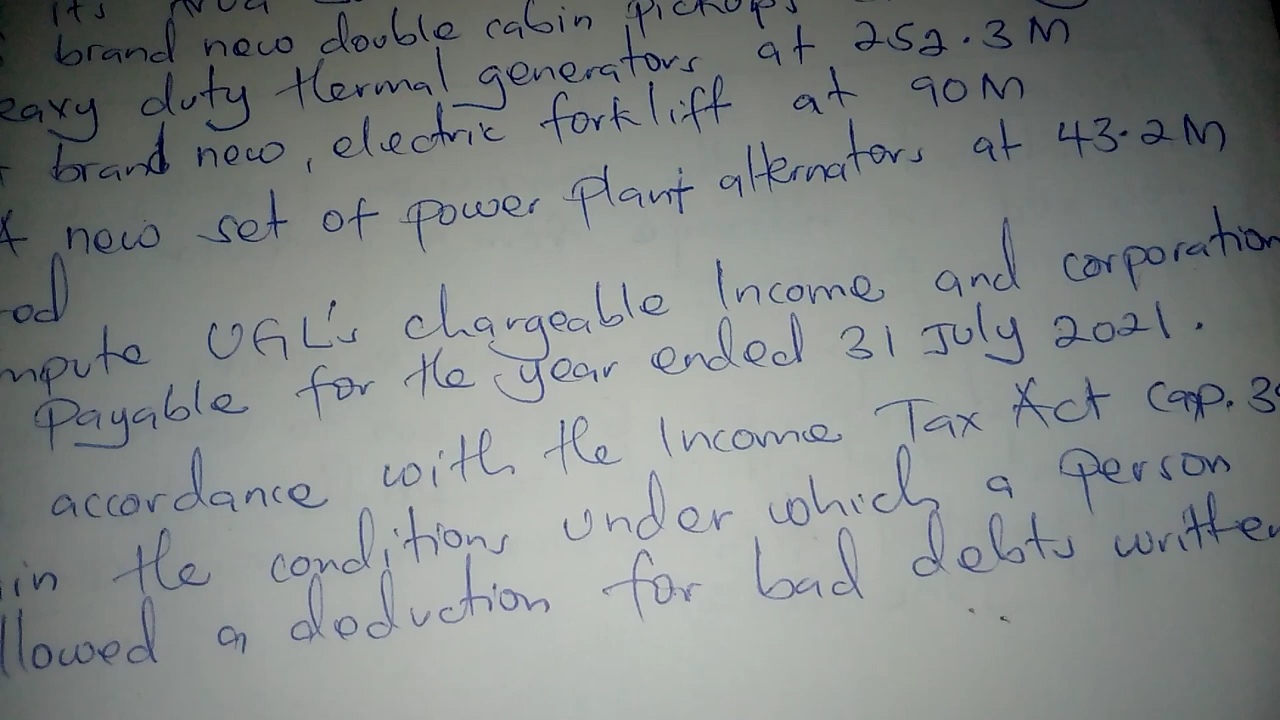 its
brand new double cabin pickups
eavy duty thermal generators at 252.3M
brand new, electric forklift at 90M
A new set of power plant alternators at 43.2M
od
mpute UGL's chargeable Income and corporation
Payable for the year ended 31 July 2021.
accordance with the Income Tax Act Cap. 3
in the conditions under which a person
llowed a deduction for bad debts written